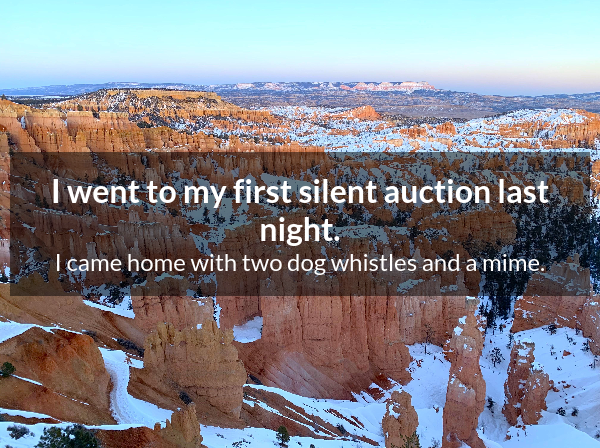 I went to my first silent auction last
night.
I came home with two dog whistles and a mime.